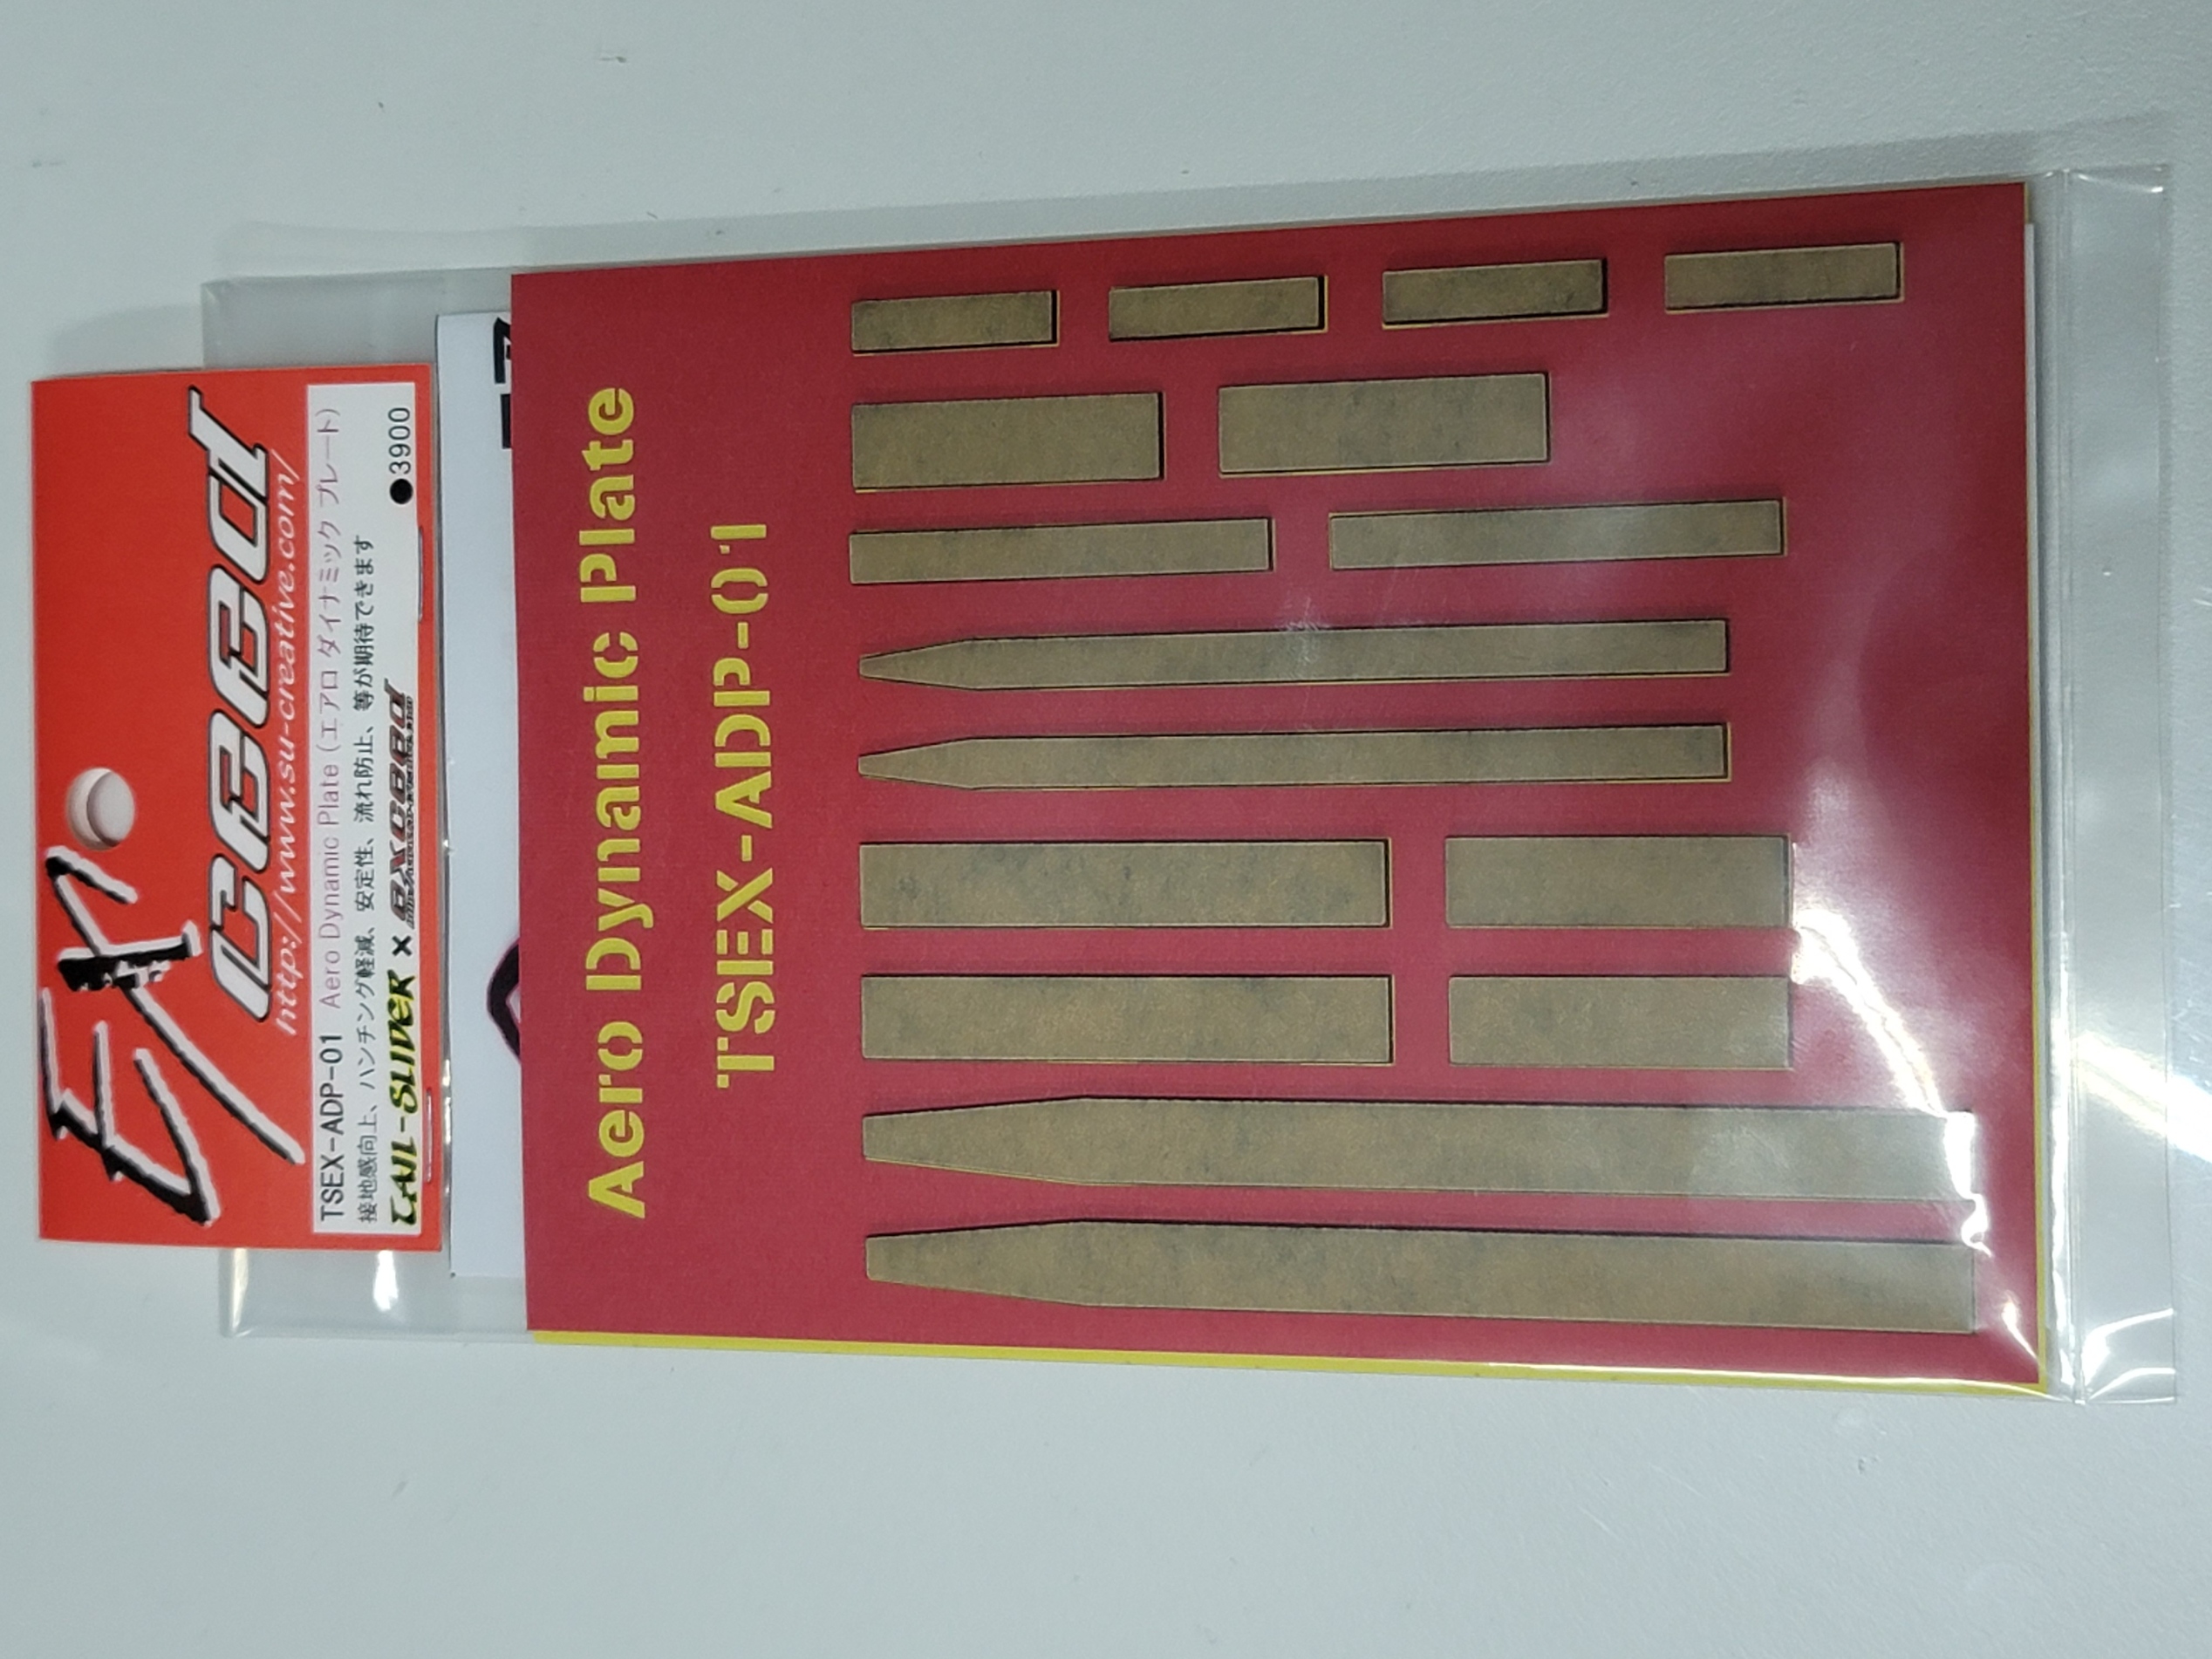 EXceed
http://www.su-creative.com/
TSEX-ADP-01 Aero Dynanic Plate (エアロ ダイナミック プレート)
接地感向上、ハンチング軽減、安定性、流れ防止、等が期待できます
TAIL-SLIDER × exceed ●3900
Aero Dynamic Plate
TSEX-ADP-01